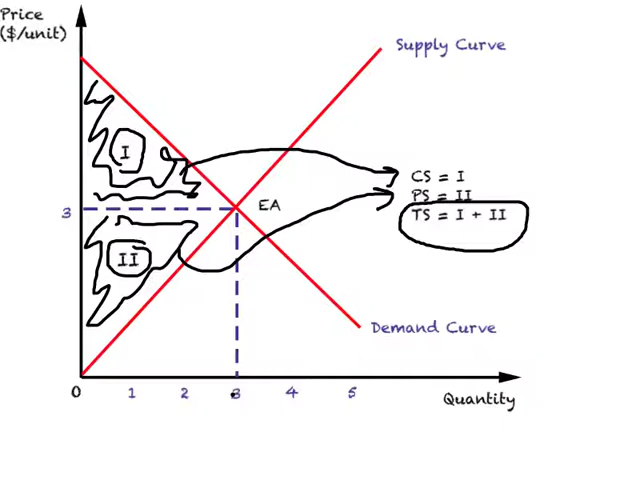 Price
($/unit)
Supply Curve
I
CS = I
PS = II
TS = I + II
EA
3
II
Demand Curve
0 1 2 3 4 5
Quantity